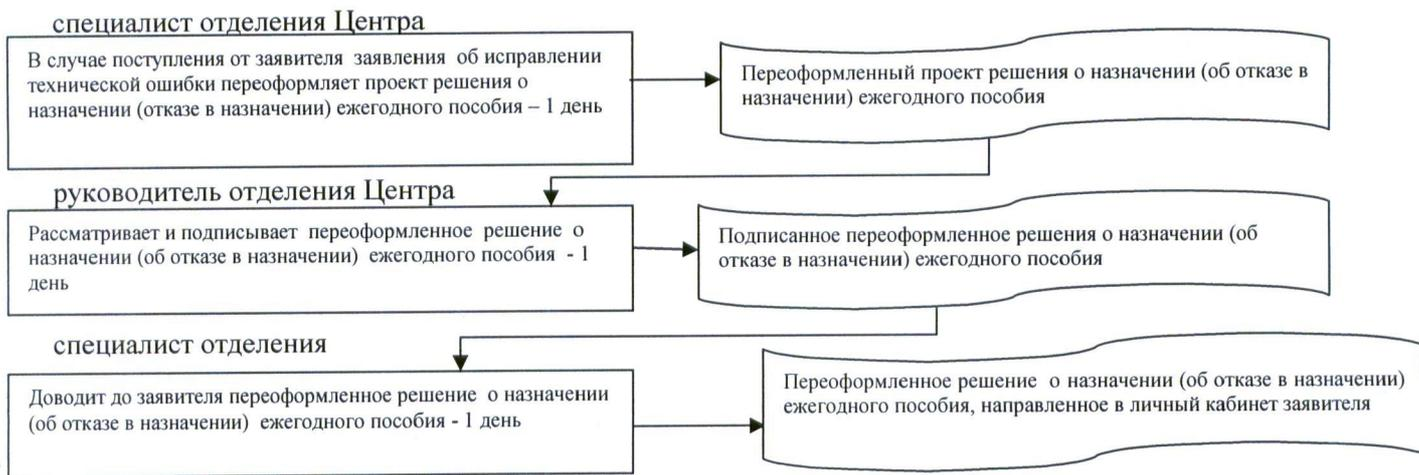 специалист отделения Центра
В случае поступления от заявителя заявления об исправлении
технической ошибки переоформляет проект решения о
назначении (отказе в назначении) ежегодного пособия – 1 день
Переоформленный проект решения о назначении (об отказе в
назначении) ежегодного пособия
руководитель отделения Центра
Рассматривает и подписывает переоформленное решение о
назначении (об отказе в назначении) ежегодного пособия - 1
день
Подписанное переоформленное решения о назначении (об
отказе в назначении) ежегодного пособия
специалист отделения
Доводит до заявителя переоформленное решение о назначении
(об отказе в назначении) ежегодного пособия - 1 день
Переоформленное решение о назначении (об отказе в назначении)
ежегодного пособия, направленное в личный кабинет заявителя